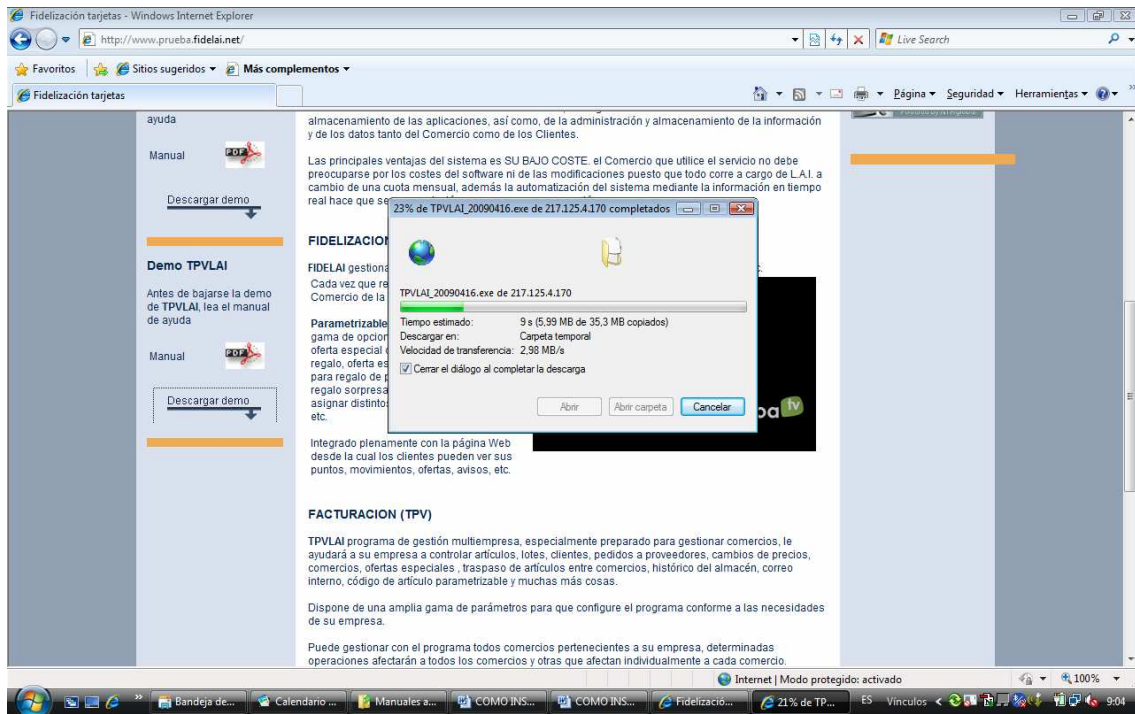 Fidelización tarjetas - Windows Internet Explorer
http://www.prueba.fidelai.net/
Live Search
Favoritos
Sitios sugeridos
Más complementos
Fidelización tarjetas
Página
Seguridad
Herramientas
ayuda
Manual
Descargar demo
Demo TPVLAI
Antes de bajarse la demo
de TPVLAI, lea el manual
de ayuda
Manual
Descargar demo
almacenamiento de las aplicaciones, así como, de la administración y almacenamiento de la información
y de los datos tanto del Comercio como de los Clientes.
Las principales ventajas del sistema es SU BAJO COSTE. el Comercio que utilice el servicio no debe
preocuparse por los costes del software ni de las modificaciones puesto que todo corre a cargo de L.A.I. a
cambio de una cuota mensual, además la automatización del sistema mediante la información en tiempo
real hace que se
FIDELIZACION
FIDELAI gestiona
Cada vez que re
Comercio de la
Parametrizable
gama de opcion
oferta especial
regalo, oferta es
para regalo de p
regalo sorpresa
asignar distinto
etc.
Integrado plenamente con la página Web
desde la cual los clientes pueden ver sus
puntos, movimientos, ofertas, avisos, etc.
23% de TPVLAI_20090416.exe de 217.125.4.170 completados
TPVLAI_20090416.exe de 217.125.4.170
Tiempo estimado: 9 s (5,99 MB de 35,3 MB copiados)
Descargar en: Carpeta temporal
Velocidad de transferencia: 2,98 MB/s
Cerrar el diálogo al completar la descarga
Abrir
Abrir carpeta
Cancelar
pa tv
FACTURACION (TPV)
TPVLAI programa de gestión multiempresa, especialmente preparado para gestionar comercios, le
ayudará a su empresa a controlar artículos, lotes, clientes, pedidos a proveedores, cambios de precios,
comercios, ofertas especiales , traspaso de artículos entre comercios, histórico del almacén, correo
interno, código de artículo parametrizable y muchas más cosas.
Dispone de una amplia gama de parámetros para que configure el programa conforme a las necesidades
de su empresa.
Puede gestionar con el programa todos comercios pertenecientes a su empresa, determinadas
operaciones afectarán a todos los comercios y otras que afectan individualmente a cada comercio.
Internet | Modo protegido: activado
100%
Bandeja de...
Calendario ...
Manuales a...
COMO INS...
COMO INS...
Fidelizació...
21% de TP...
ES
Vínculos
9:04